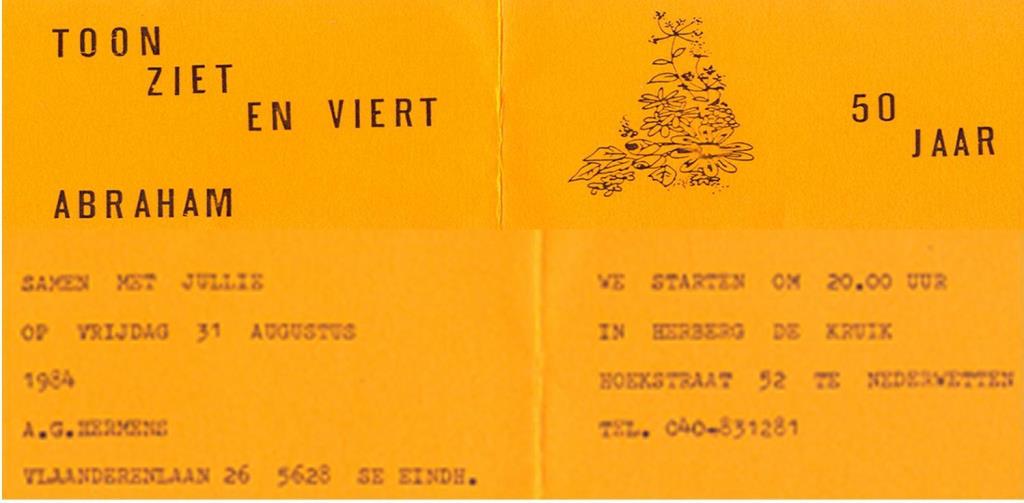 TOON
ZIET
EN VIERT
ABRAHAM
50
JAAR
SAMEN MET JULLIE
OP VRIJDAG 31 AUGUSTUS
1984
A.G.HERMENS
VLAANDERENLAAN 26 5628 SE EINDH.
WE STARTEN OM 20.00 UUR
IN HERBERG DE KRUIK
HOEKSTRAAT 52 TE NEDERWETTEN
TEL. 040-831281